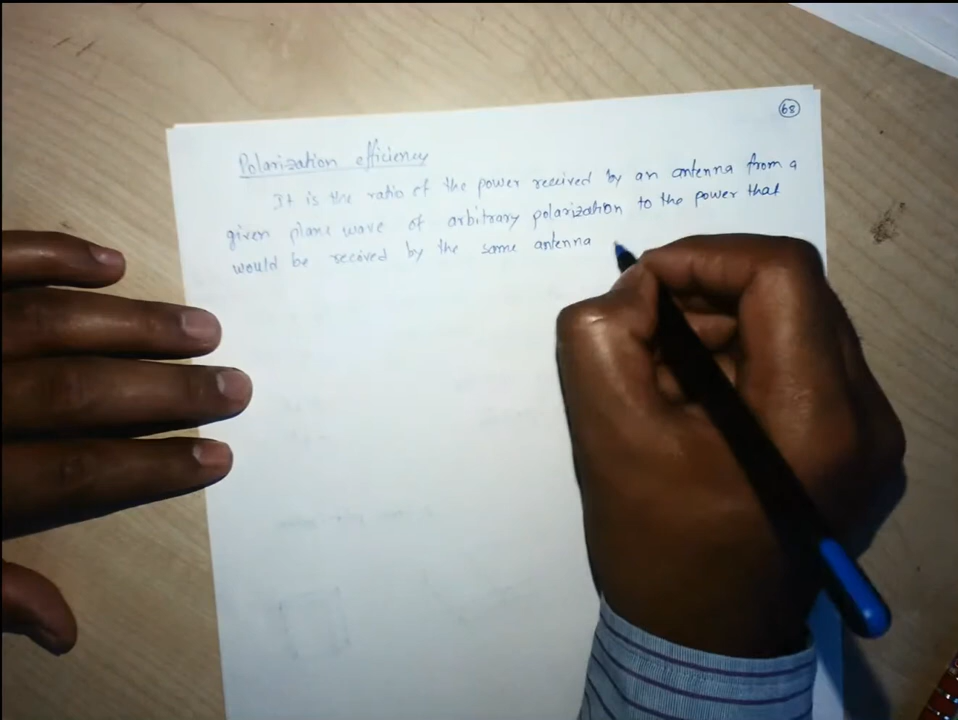 68
Polarization efficiency
It is the ratio of the power received by an antenna from a
given plane wave of arbitrary polarization to the power that
would be recived by the same antenna